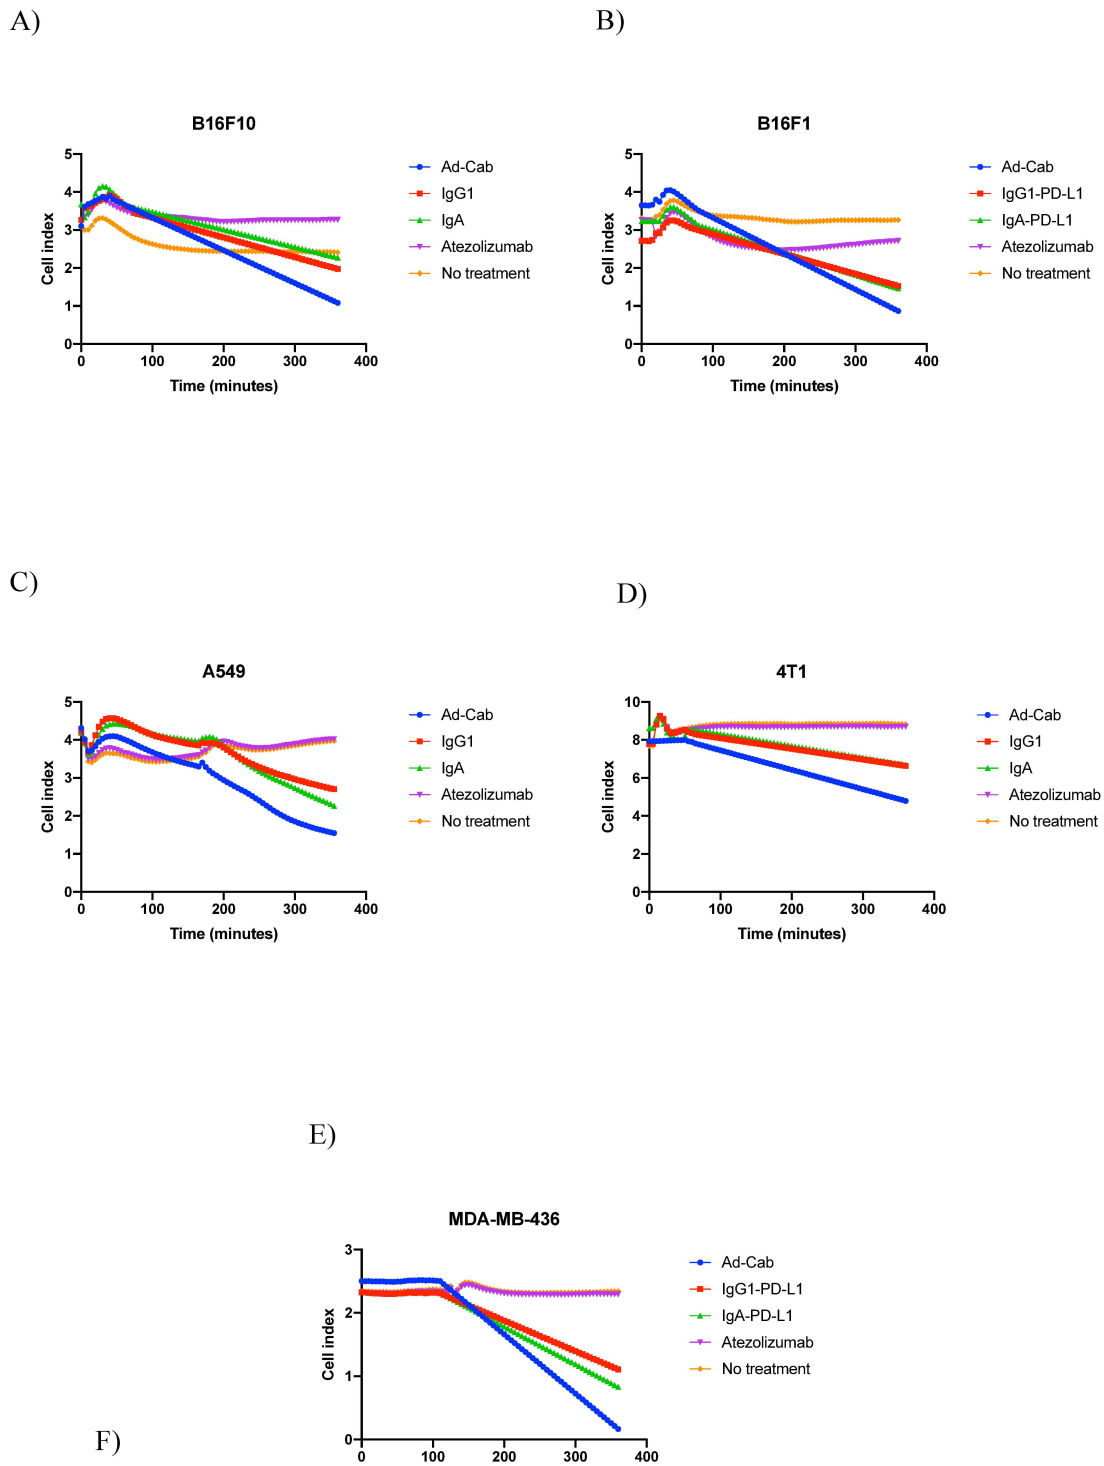 A)
B)
B16F10
5
4
3
2
1
0
0 100 200 300 400
Cell index
Time (minutes)
Ad-Cab
IgG1
IgA
Atezolizumab
No treatment
B16F1
5
4
3
2
1
0
0 100 200 300 400
Cell index
Time (minutes)
Ad-Cab
IgG1-PD-L1
IgA-PD-L1
Atezolizumab
No treatment
C)
D)
A549
5
4
3
2
1
0
0 100 200 300 400
Cell index
Time (minutes)
Ad-Cab
IgG1
IgA
Atezolizumab
No treatment
4T1
10
8
6
4
2
0
0 100 200 300 400
Cell index
Time (minutes)
Ad-Cab
IgG1
IgA
Atezolizumab
No treatment
E)
MDA-MB-436
3
2
1
0
0 100 200 300 400
Cell index
Ad-Cab
IgG1-PD-L1
IgA-PD-L1
Atezolizumab
No treatment
F)